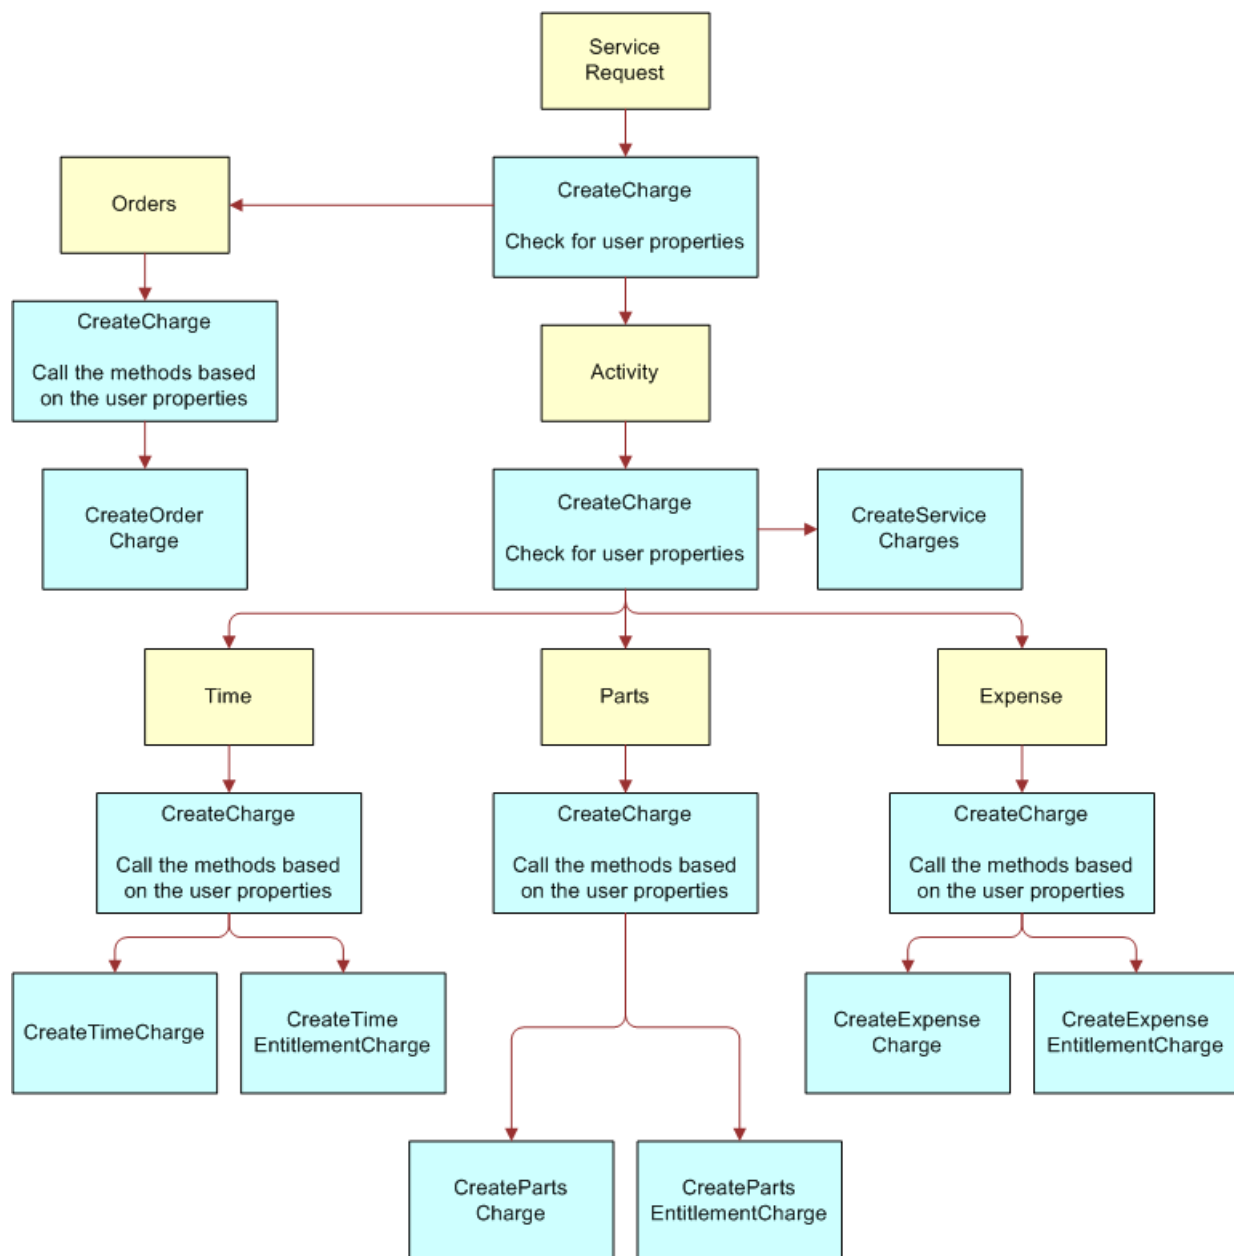 Service
Request
CreateCharge
Check for user properties
Orders
CreateCharge
Call the methods based
on the user properties
Activity
CreateOrder
Charge
CreateCharge
Check for user properties
CreateService
Charges
Time
Parts
Expense
CreateCharge
Call the methods based
on the user properties
CreateCharge
Call the methods based
on the user properties
CreateCharge
Call the methods based
on the user properties
CreateTimeCharge
CreateTime
EntitlementCharge
CreateExpense
Charge
CreateExpense
EntitlementCharge
CreateParts
Charge
CreateParts
EntitlementCharge